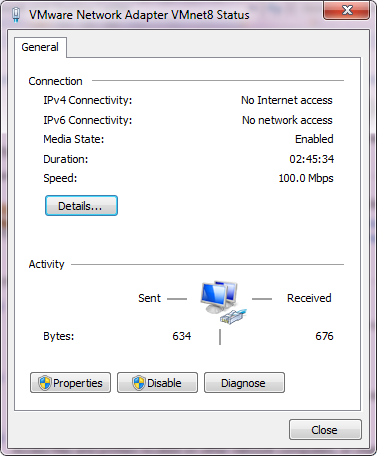 VMware Network Adapter VMnet8 Status
General
Connection
IPv4 Connectivity: No Internet access
IPv6 Connectivity: No network access
Media State: Enabled
Duration: 02:45:34
Speed: 100.0 Mbps
Details...
Activity
Sent Received
Bytes: 634 676
Properties Disable Diagnose
Close